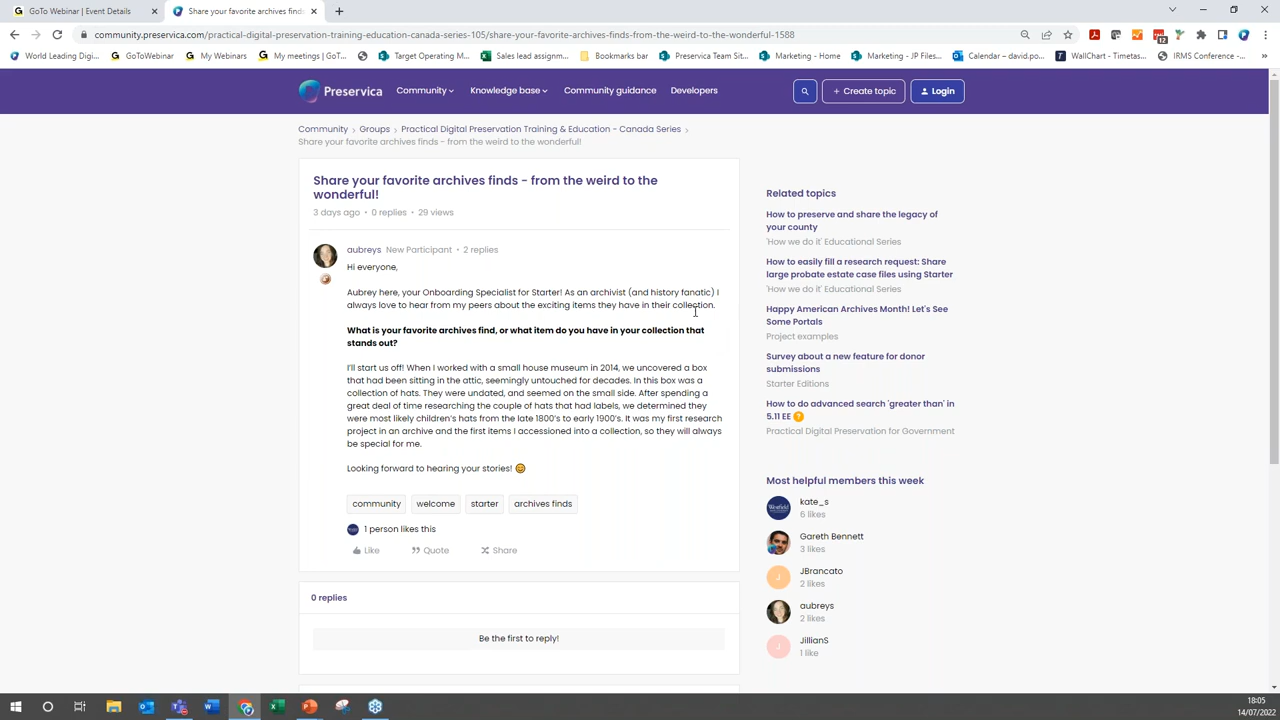 GoTo Webinar | Event Details
Share your favorite archives finds
community.preservica.com/practical-digital-preservation-training-education-canada-series-105/share-your-favorite-archives-finds-from-the-weird-to-the-wonderful-1588
12
World Leading Digi...
GoToWebinar
My Webinars
My meetings | GoT...
Target Operating M...
Sales lead assignm...
Bookmarks bar
Preservica Team Sit...
Marketing - Home
Marketing - JP Files...
Calendar – david.po...
WallChart - Timetas...
IRMS Conference -...
»
Preservica
Community
Knowledge base
Community guidance
Developers
+ Create topic
Login
Community > Groups > Practical Digital Preservation Training & Education - Canada Series >
Share your favorite archives finds - from the weird to the wonderful!
Share your favorite archives finds - from the weird to the
wonderful!
3 days ago • 0 replies • 29 views
aubreys New Participant • 2 replies
Hi everyone,
Aubrey here, your Onboarding Specialist for Starter! As an archivist (and history fanatic) I
always love to hear from my peers about the exciting items they have in their collection.
What is your favorite archives find, or what item do you have in your collection that
stands out?
I'll start us off! When I worked with a small house museum in 2014, we uncovered a box
that had been sitting in the attic, seemingly untouched for decades. In this box was a
collection of hats. They were undated, and seemed on the small side. After spending a
great deal of time researching the couple of hats that had labels, we determined they
were most likely children's hats from the late 1800's to early 1900's. It was my first research
project in an archive and the first items I accessioned into a collection, so they will always
be special for me.
Looking forward to hearing your stories! 😀
community
welcome
starter
archives finds
1 person likes this
Like
Quote
Share
0 replies
Be the first to reply!
Related topics
How to preserve and share the legacy of
your county
'How we do it' Educational Series
How to easily fill a research request: Share
large probate estate case files using Starter
'How we do it' Educational Series
Happy American Archives Month! Let's See
Some Portals
Project examples
Survey about a new feature for donor
submissions
Starter Editions
How to do advanced search 'greater than' in
5.11 EE ?
Practical Digital Preservation for Government
Most helpful members this week
kate_s
6 likes
Gareth Bennett
3 likes
J
JBrancato
2 likes
aubreys
2 likes
J
JillianS
1 like
18:05
14/07/2022